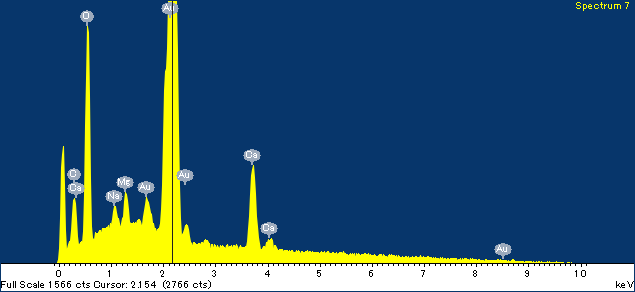 Spectrum 7
Au
O
Ca
C
Ca
Na
Mg
Au
Au
Ca
Au
0 1 2 3 4 5 6 7 8 9 10
Full Scale 1566 cts Cursor: 2.154 (2766 cts) keV